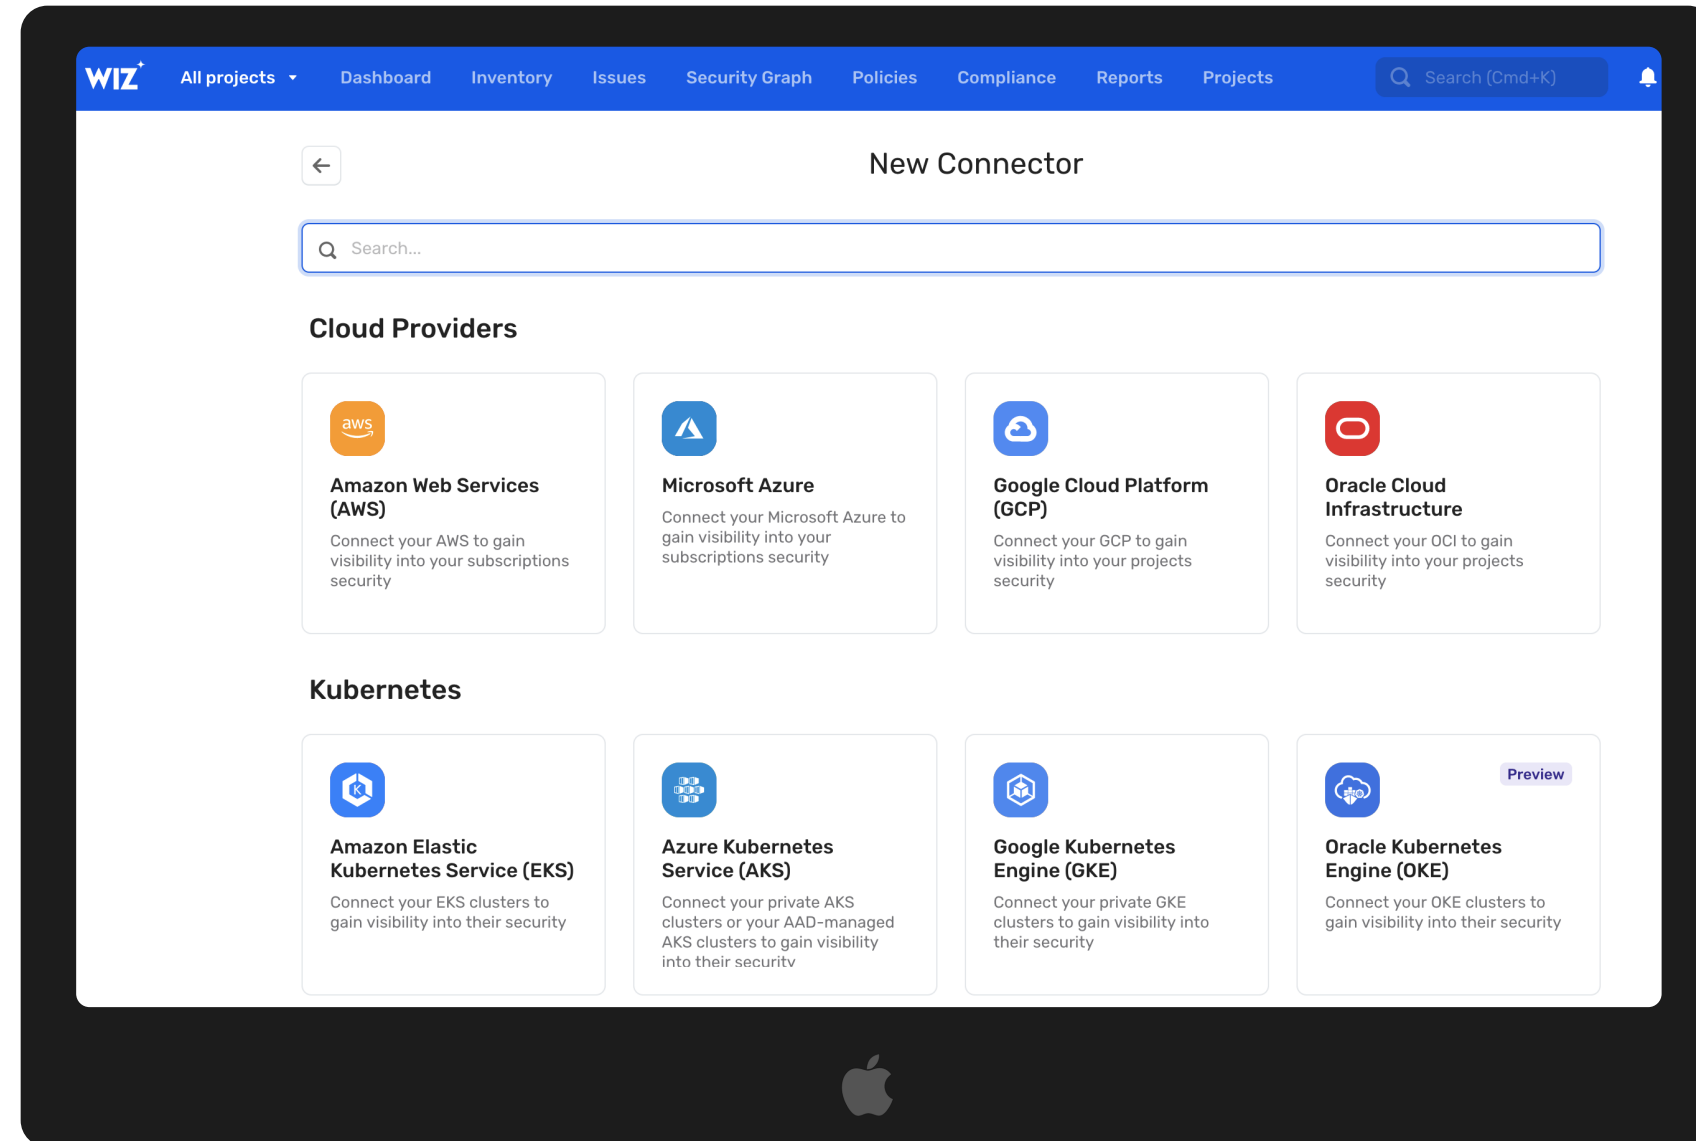 WIZ All projects Dashboard Inventory Issues Security Graph Policies Compliance Reports Projects Search (Cmd+K)
New Connector
Search...
Cloud Providers
aws
Amazon Web Services
(AWS)
Connect your AWS to gain
visibility into your subscriptions
security
Microsoft Azure
Connect your Microsoft Azure to
gain visibility into your
subscriptions security
Google Cloud Platform
(GCP)
Connect your GCP to gain
visibility into your projects
security
Oracle Cloud
Infrastructure
Connect your OCI to gain
visibility into your projects
security
Kubernetes
K
Amazon Elastic
Kubernetes Service (EKS)
Connect your EKS clusters to
gain visibility into their security
Azure Kubernetes
Service (AKS)
Connect your private AKS
clusters or your AAD-managed
AKS clusters to gain visibility
into their security
Google Kubernetes
Engine (GKE)
Connect your private GKE
clusters to gain visibility into
their security
Preview
Oracle Kubernetes
Engine (OKE)
Connect your OKE clusters to
gain visibility into their security